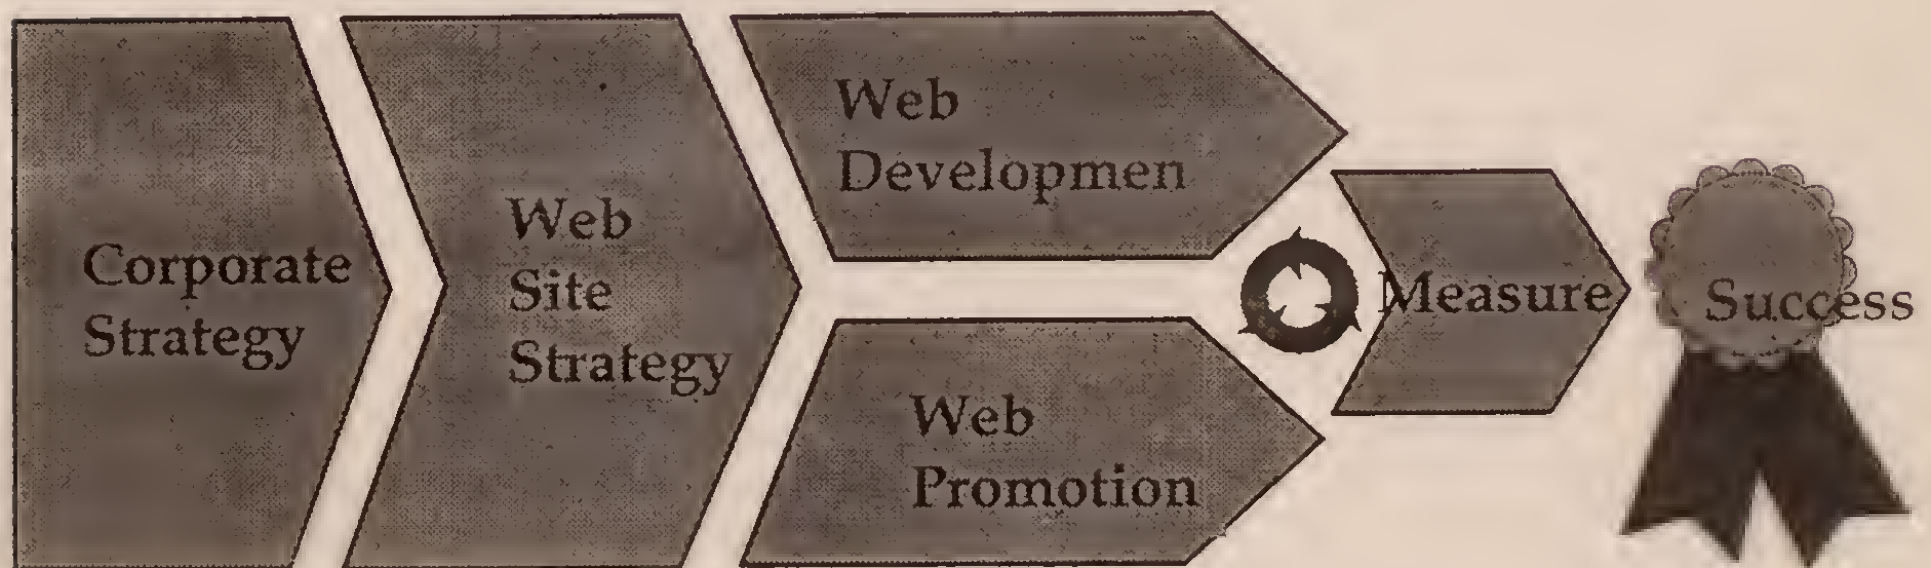 Corporate
Strategy
Web
Site
Strategy
Web
Developmen
Web
Promotion
Measure
Success